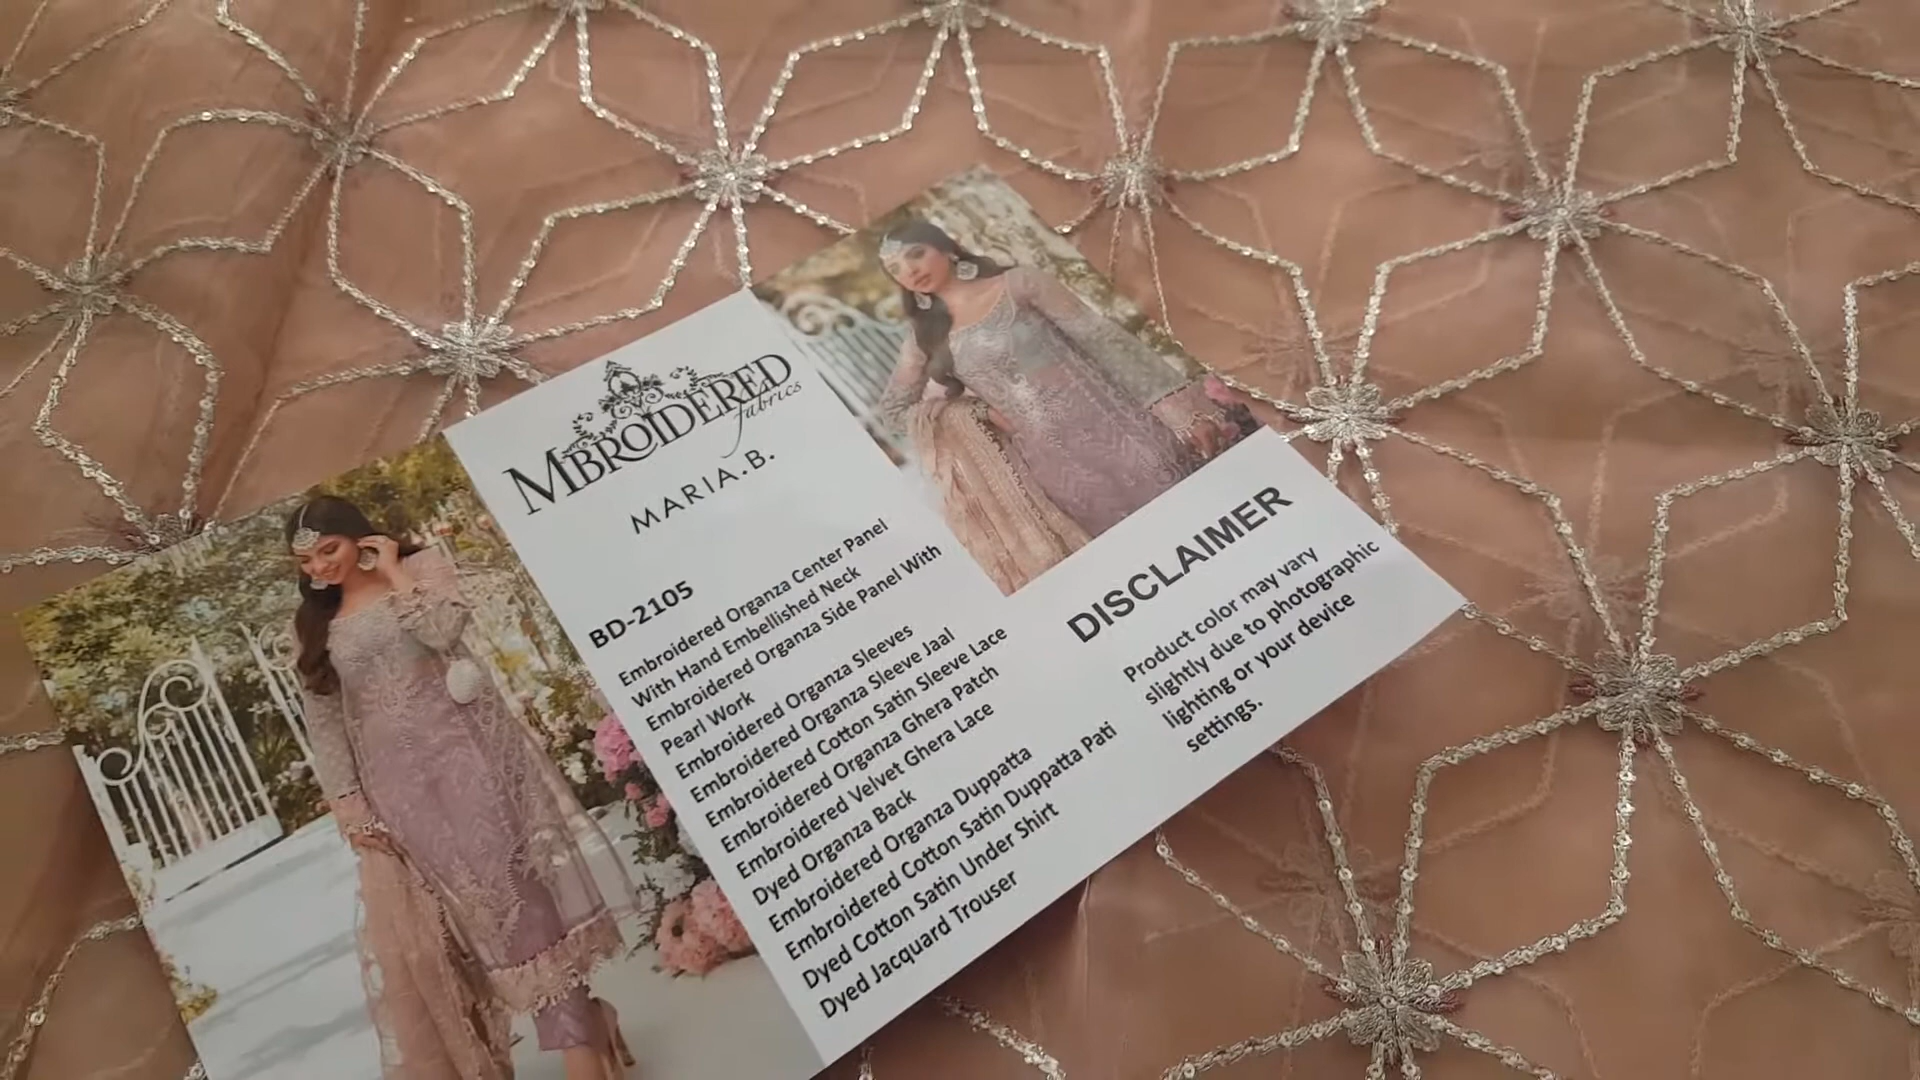 MBROIDERED
fabrics
MARIA.B.
BD-2105
Embroidered Organza Center Panel
With Hand Embellished Neck
Embroidered Organza Side Panel With
Pearl Work
Embroidered Organza Sleeves
Embroidered Organza Sleeve Jaal
Embroidered Cotton Satin Sleeve Lace
Embroidered Organza Ghera Patch
Embroidered Velvet Ghera Lace
Dyed Organza Back
Embroidered Organza Duppatta
Embroidered Cotton Satin Duppatta Pati
Dyed Cotton Satin Under Shirt
Dyed Jacquard Trouser
DISCLAIMER
Product color may vary
slightly due to photographic
lighting or your device
settings.